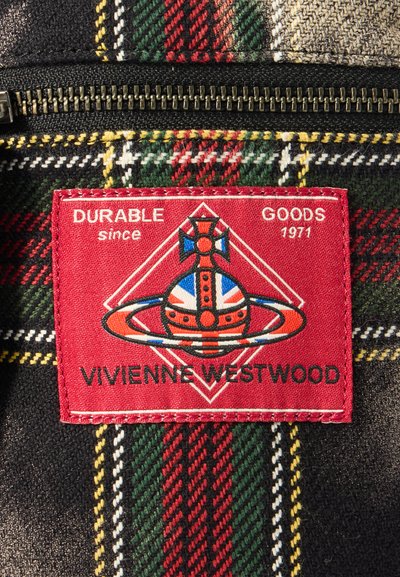 DURABLE GOODS
since 1971
VIVIENNE WESTWOOD